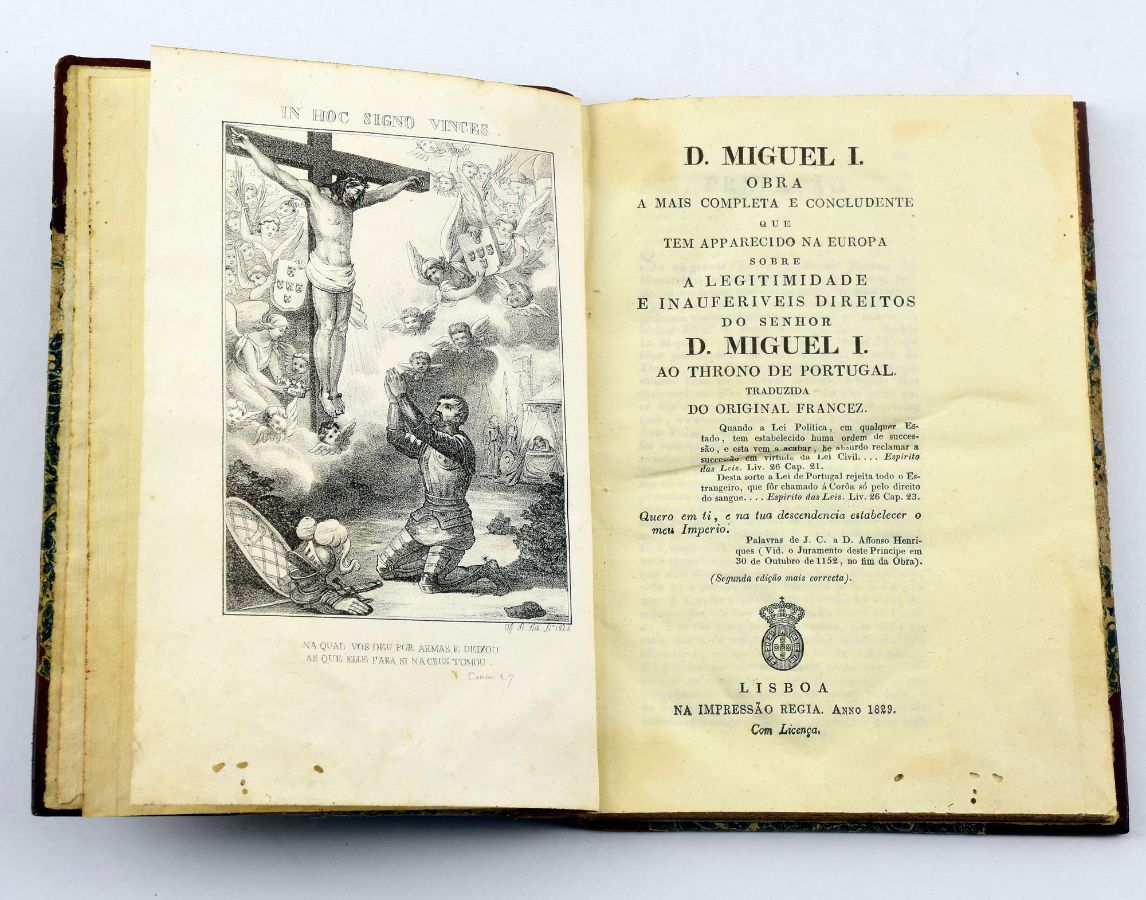 IN HOC SIGNO VINCES
NA QUAL VOS DEU POR ARMAS E DEIXOU
AS QUE ELLE PARA SI NA CRUZ TOMOU.
Camões 1. 7
D. MIGUEL I.
OBRA
A MAIS COMPLETA E CONCLUDENTE
QUE
TEM APPARECIDO NA EUROPA
SOBRE
A LEGITIMIDADE
E INAUFERIVEIS DIREITOS
DO SENHOR
D. MIGUEL I.
AO THRONO DE PORTUGAL.
TRADUZIDA
DO ORIGINAL FRANCEZ.
Quando a Lei Politica, em qualquer Es-
tado, tem estabelecido huma ordem de succes-
são, e esta vem a acabar, he absurdo reclamar a
successão em virtude da Lei Civil.... Espirito
das Leis. Liv. 26 Cap. 21.
Desta sorte a Lei de Portugal rejeita todo o Es-
trangeiro, que fôr chamado á Corôa só pelo direito
do sangue.... Espirito das Leis. Liv. 26 Cap. 23.
Quero em ti, e na tua descendencia estabelecer o
meu Imperio.
Palavras de J. C. a D. Affonso Henri-
ques (Vid. o Juramento deste Principe em
30 de Outubro de 1152, no fim da Obra).
(Segunda edição mais correcta).
LISBOA
NA IMPRESSÃO REGIA. ANNO 1829.
Com Licença.